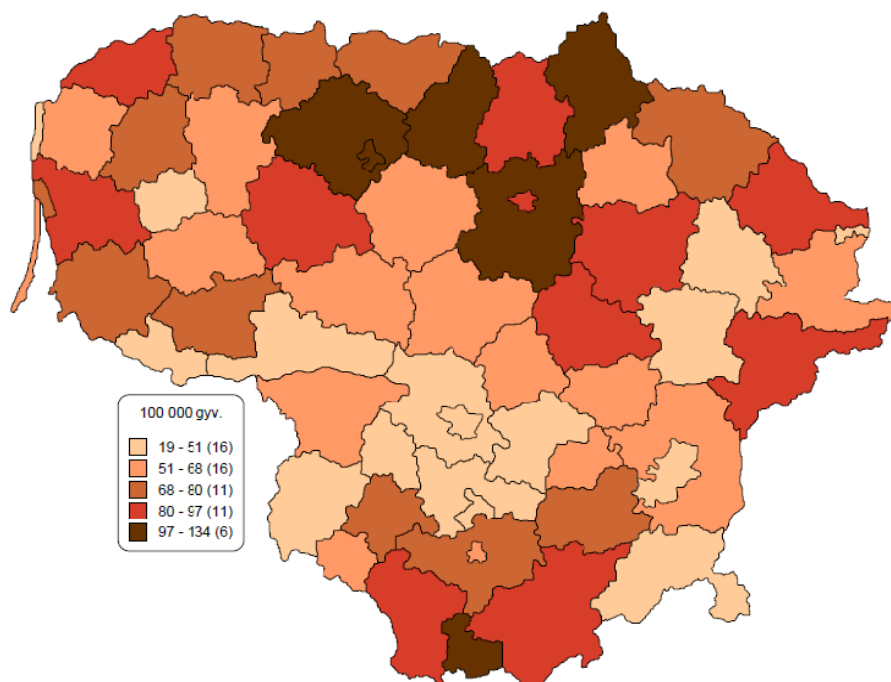 100 000 gyv.
19 - 51 (16)
51 - 68 (16)
68 - 80 (11)
80 - 97 (11)
97 - 134 (6)